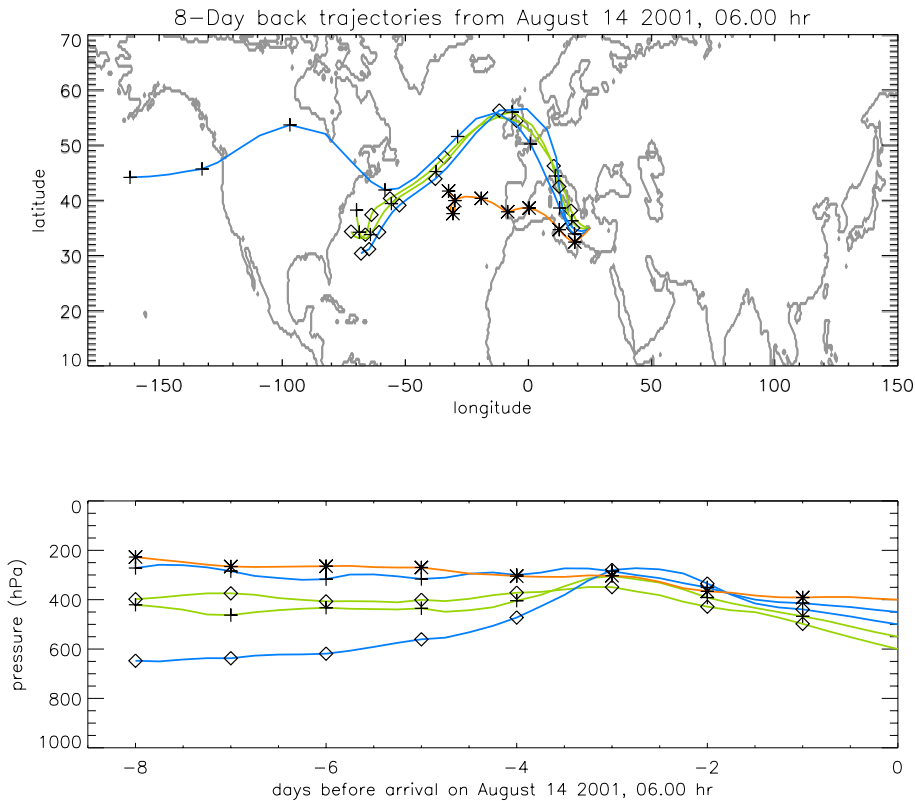 8-Day back trajectories from August 14 2001, 06.00 hr
70
60
50
40
30
20
10
latitude
-150 -100 -50 0 50 100 150
longitude
0
200
400
600
800
1000
pressure (hPa)
-8 -6 -4 -2 0
days before arrival on August 14 2001, 06.00 hr